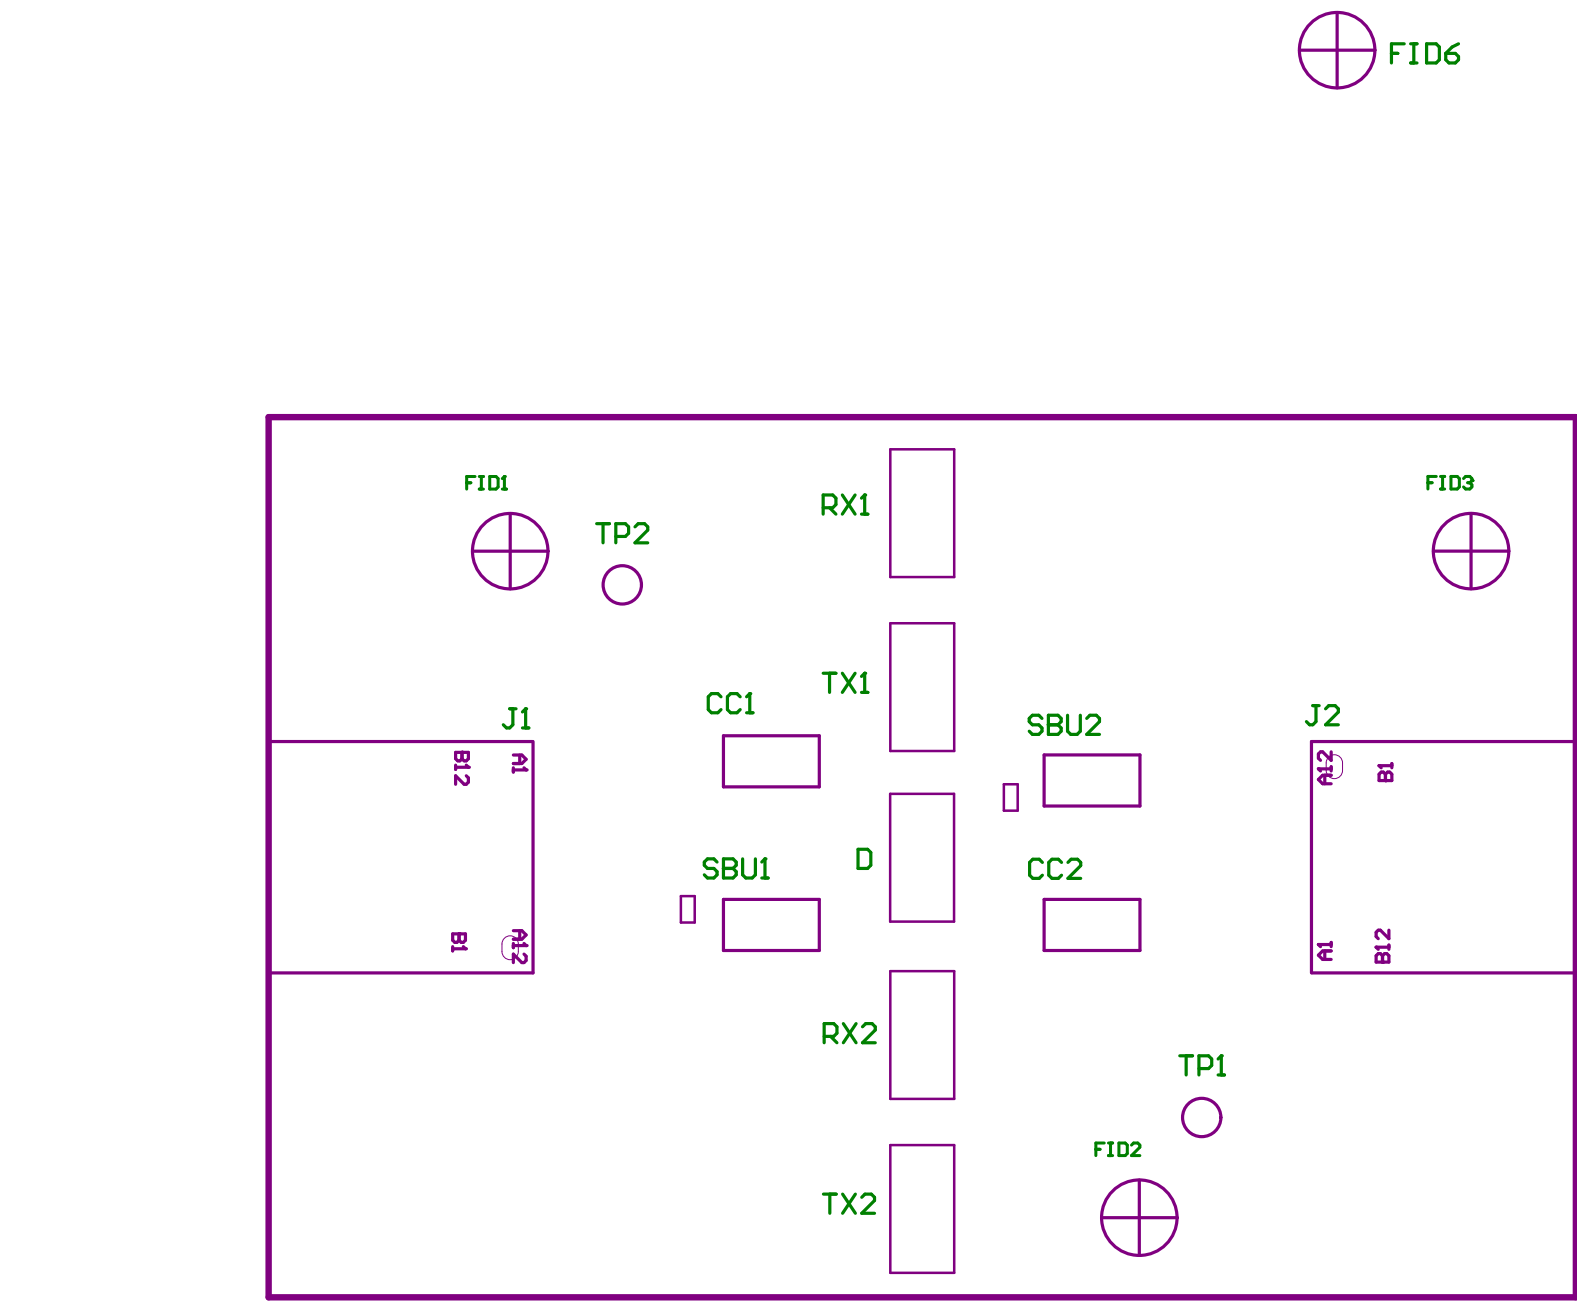 FID6
FID1
FID3
RX1
TP2
TX1
CC1
J1
SBU2
J2
B12
A1
A12
B1
SBU1
D
CC2
B1
A12
A1
B12
RX2
TP1
FID2
TX2